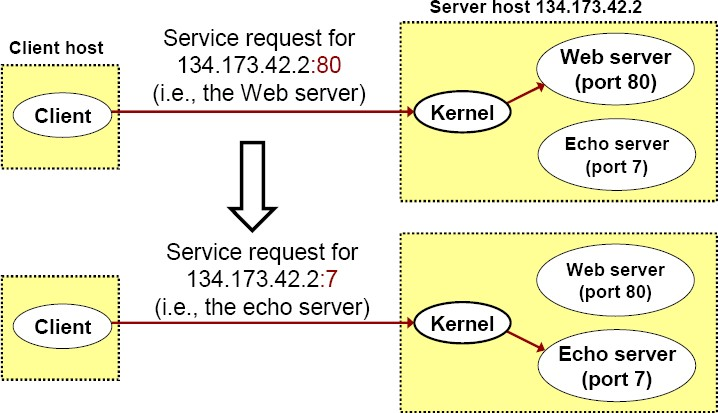 Server host 134.173.42.2
Client host
Service request for
134.173.42.2:80
(i.e., the Web server)
Client
Kernel
Web server
(port 80)
Echo server
(port 7)
Service request for
134.173.42.2:7
(i.e., the echo server)
Client
Kernel
Web server
(port 80)
Echo server
(port 7)